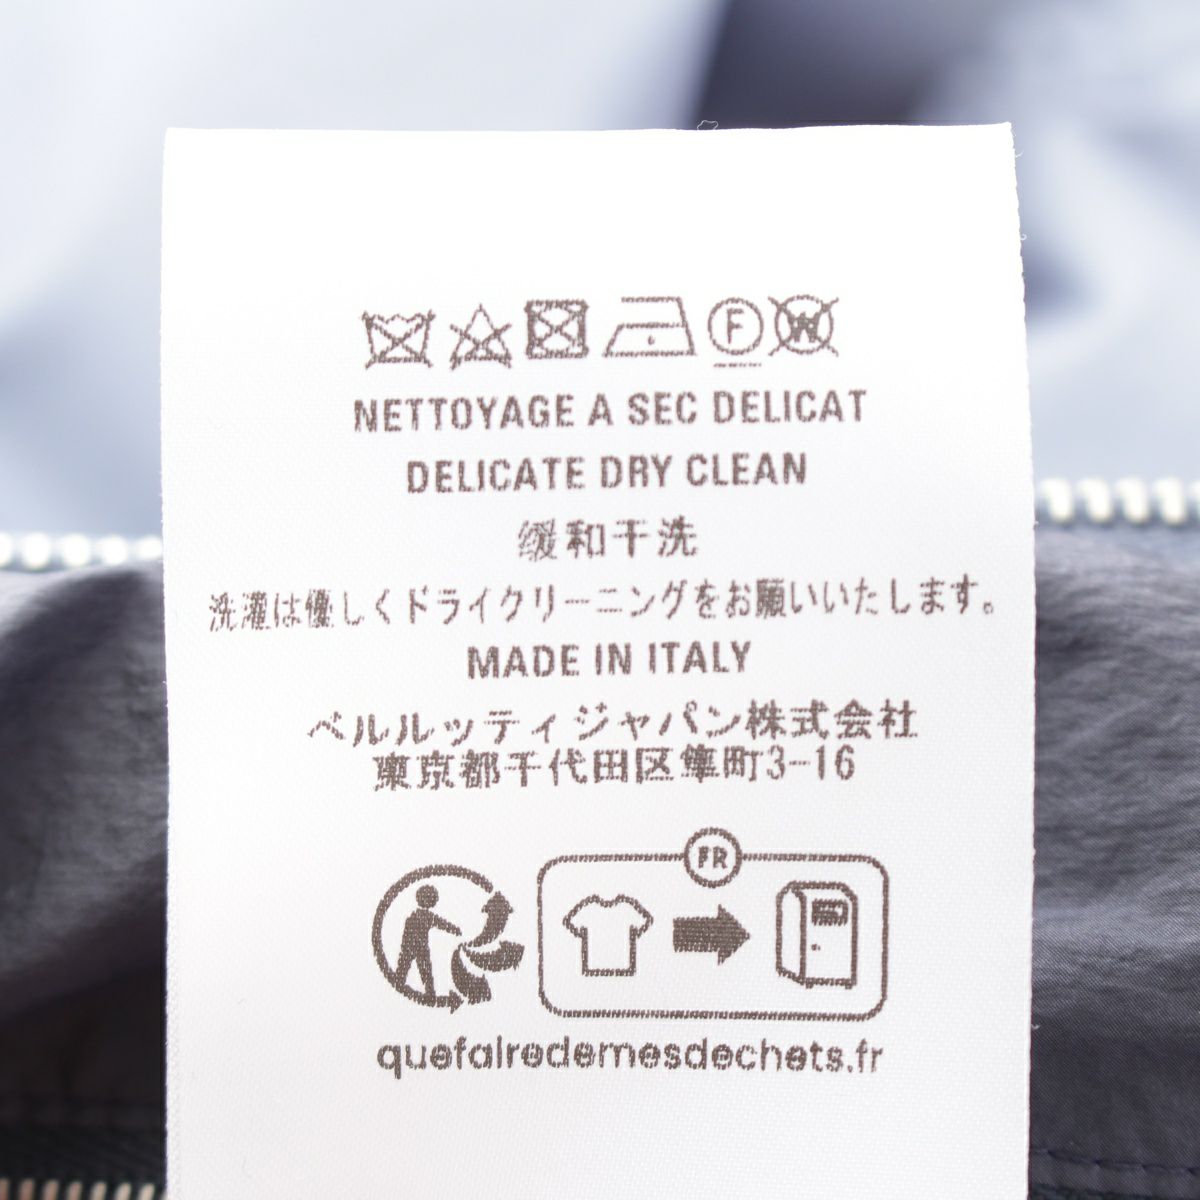 F W
NETTOYAGE A SEC DELICAT
DELICATE DRY CLEAN
缓和干洗
洗濯は優しくドライクリーニングをお願いいたします。
MADE IN ITALY
ベルルッティジャパン株式会社
東京都千代田区隼町3-16
FR
quefairedemesdechets.fr